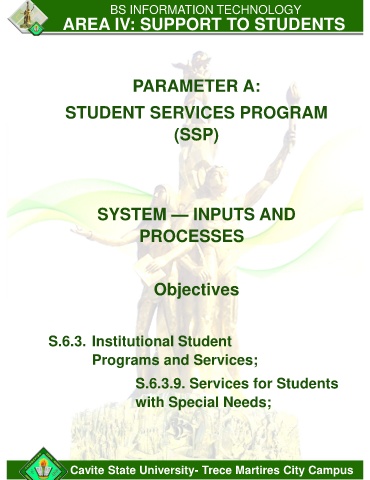 BS INFORMATION TECHNOLOGY
AREA IV: SUPPORT TO STUDENTS
PARAMETER A:
STUDENT SERVICES PROGRAM
(SSP)
SYSTEM — INPUTS AND
PROCESSES
Objectives
S.6.3. Institutional Student
Programs and Services;
S.6.3.9. Services for Students
with Special Needs;
Cavite State University- Trece Martires City Campus